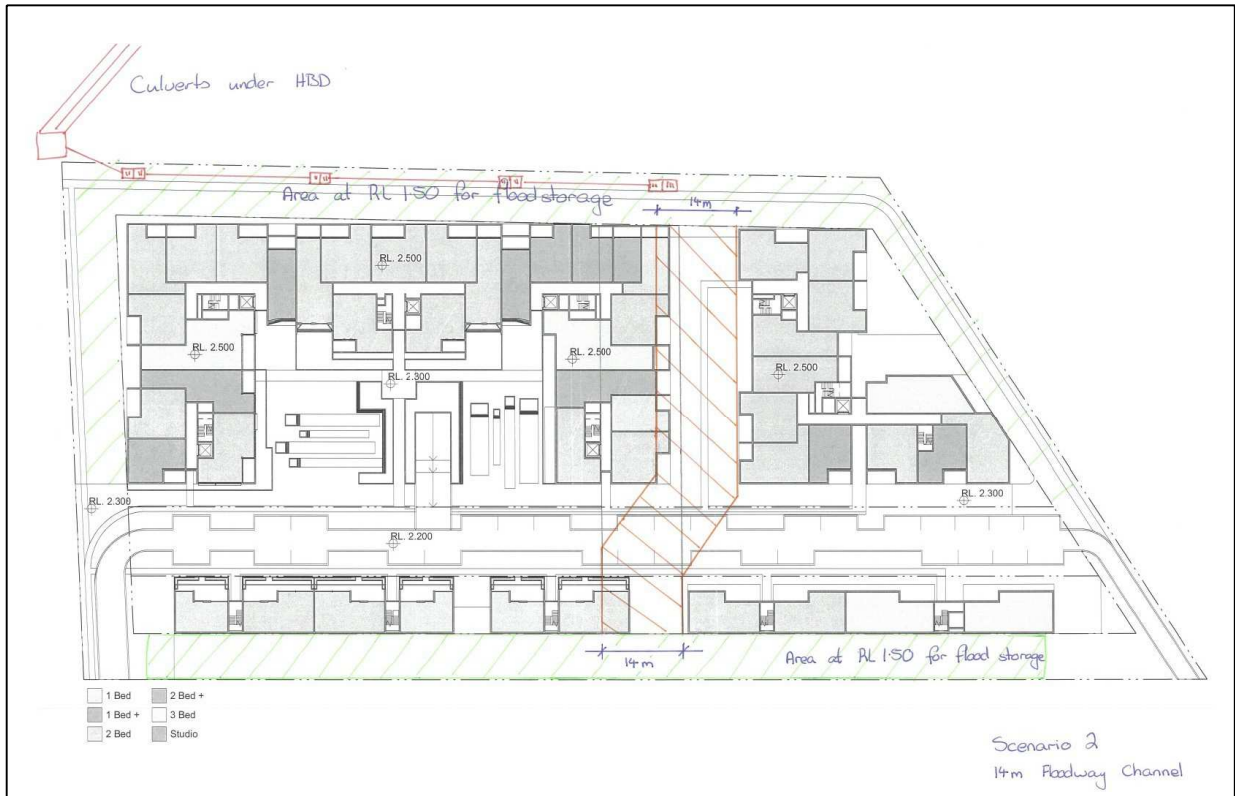 Culverts under HBD
Area at RL 1.50 for flood storage
14m
RL. 2.500
RL. 2.500
RL. 2.500
RL. 2.500
RL. 2.300
RL. 2.300
RL. 2.300
RL. 2.200
14m
Area at RL 1.50 for flood storage
1 Bed
2 Bed +
1 Bed +
3 Bed
2 Bed
Studio
Scenario 2
14m Floodway Channel